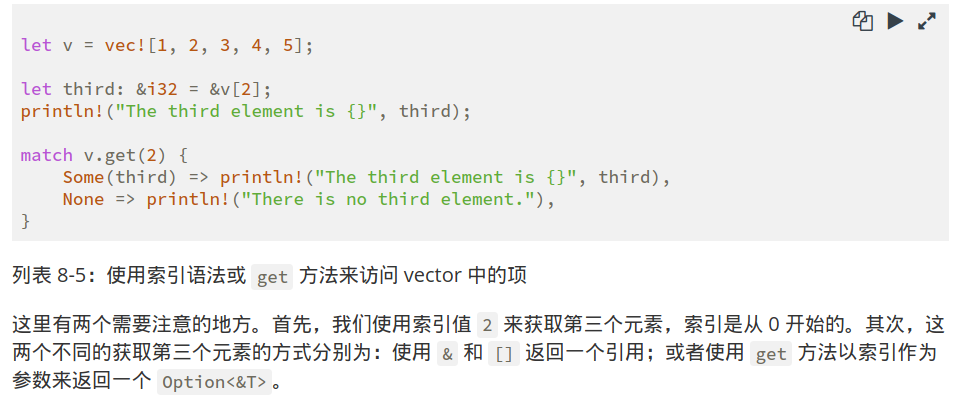 let v = vec![1, 2, 3, 4, 5];
let third: &i32 = &v[2];
println!("The third element is {}", third);
match v.get(2) {
    Some(third) => println!("The third element is {}", third),
    None => println!("There is no third element."),
}
列表 8-5：使用索引语法或 get 方法来访问 vector 中的项
这里有两个需要注意的地方。首先，我们使用索引值 2 来获取第三个元素，索引是从 0 开始的。其次，这
两个不同的获取第三个元素的方式分别为：使用 & 和 [] 返回一个引用；或者使用 get 方法以索引作为
参数来返回一个 Option<&T>。